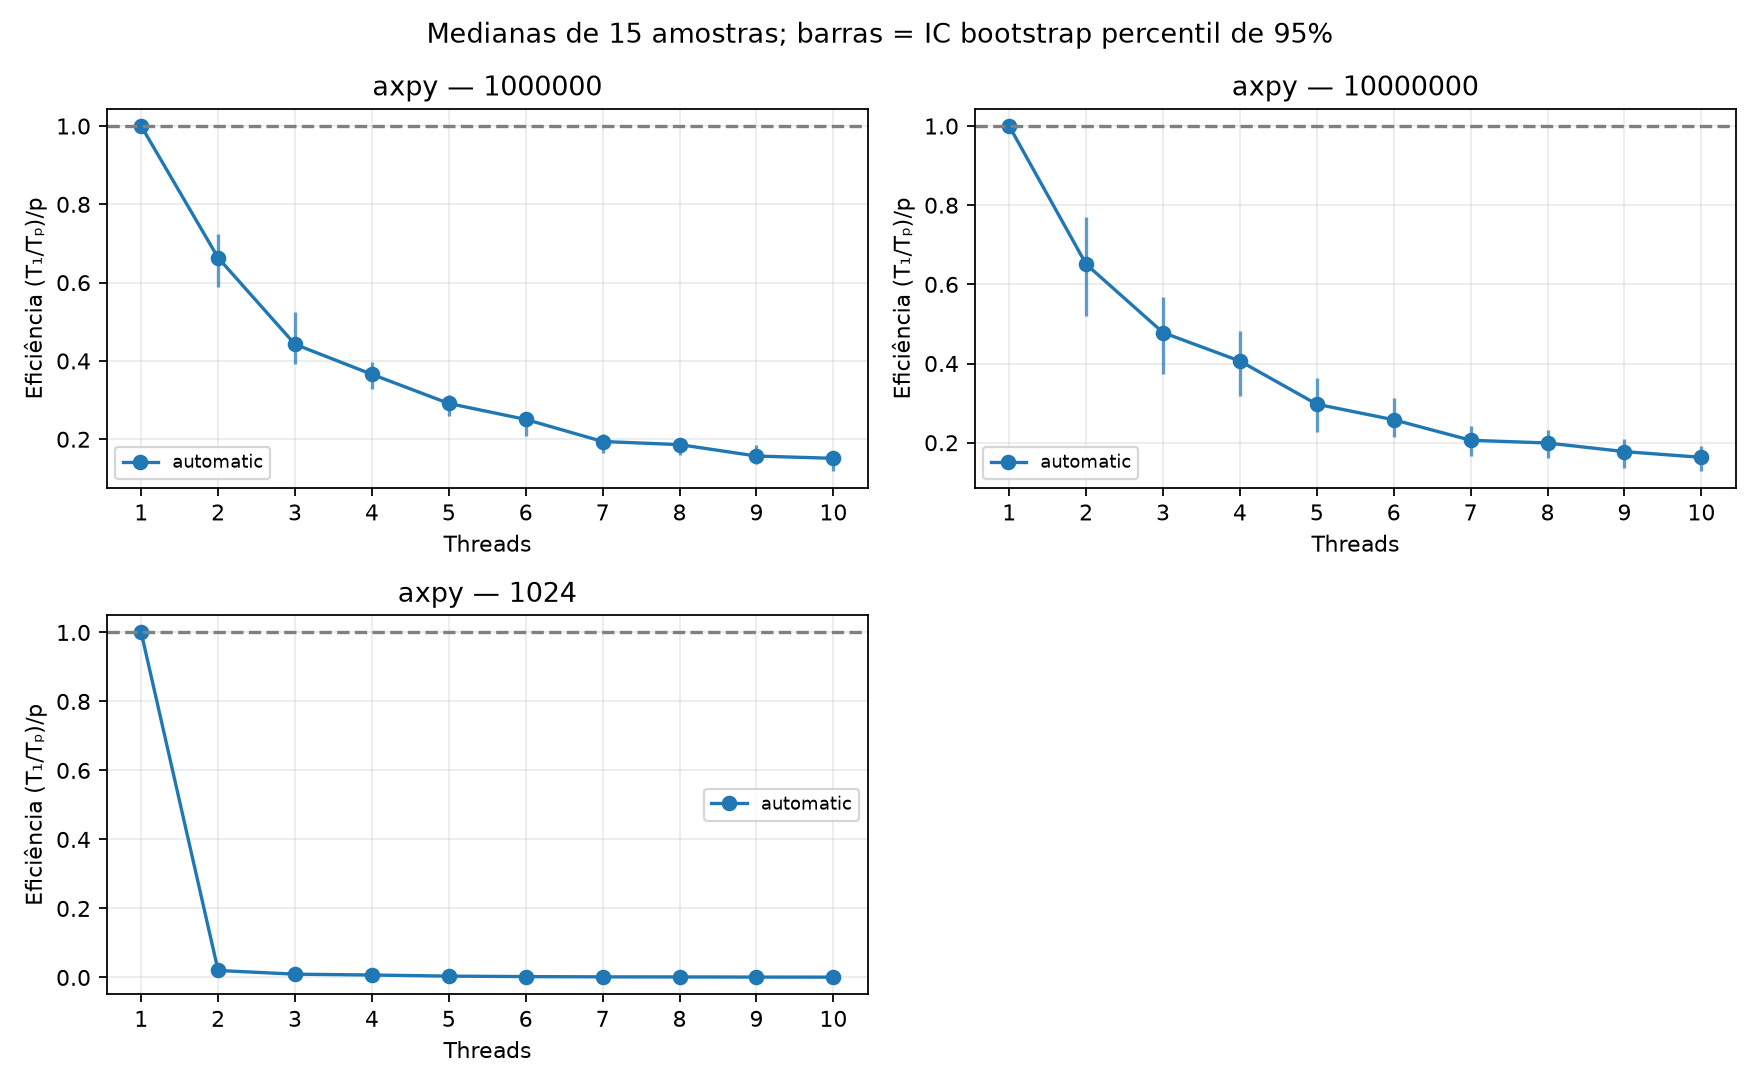 Medianas de 15 amostras; barras = IC bootstrap percentil de 95%
axpy — 1000000
Eficiência (T₁/Tₚ)/p
1.0
0.8
0.6
0.4
0.2
automatic
1 2 3 4 5 6 7 8 9 10
Threads
axpy — 10000000
Eficiência (T₁/Tₚ)/p
1.0
0.8
0.6
0.4
0.2
automatic
1 2 3 4 5 6 7 8 9 10
Threads
axpy — 1024
Eficiência (T₁/Tₚ)/p
1.0
0.8
0.6
0.4
0.2
0.0
automatic
1 2 3 4 5 6 7 8 9 10
Threads